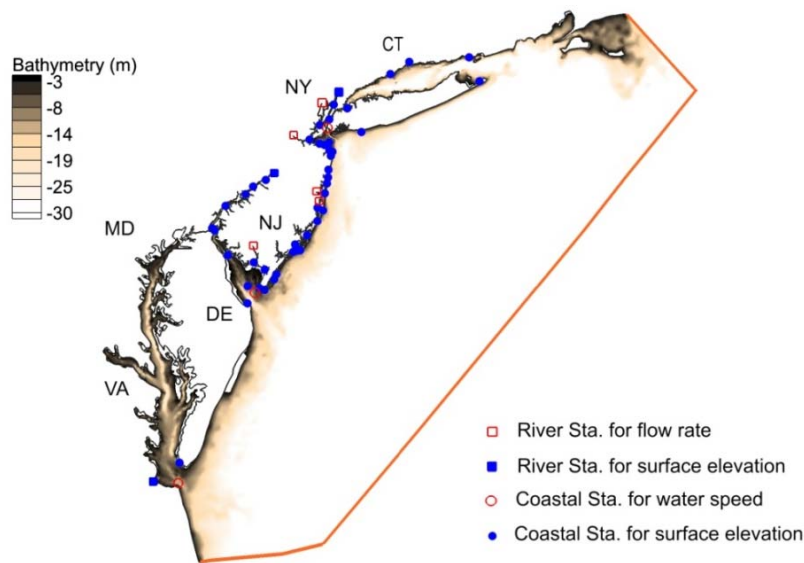 CT
Bathymetry (m)
-3
-8
-14
-19
-25
-30
NY
MD
NJ
DE
VA
River Sta. for flow rate
River Sta. for surface elevation
Coastal Sta. for water speed
Coastal Sta. for surface elevation